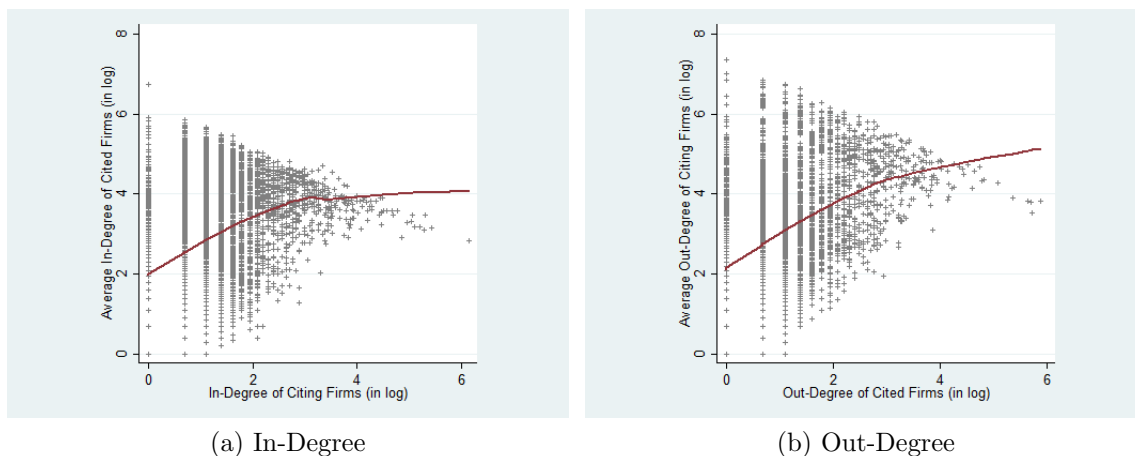 8
6
4
2
0
Average In-Degree of Cited Firms (in log)
0 2 4 6
In-Degree of Citing Firms (in log)
(a) In-Degree
8
6
4
2
0
Average Out-Degree of Citing Firms (in log)
0 2 4 6
Out-Degree of Cited Firms (in log)
(b) Out-Degree